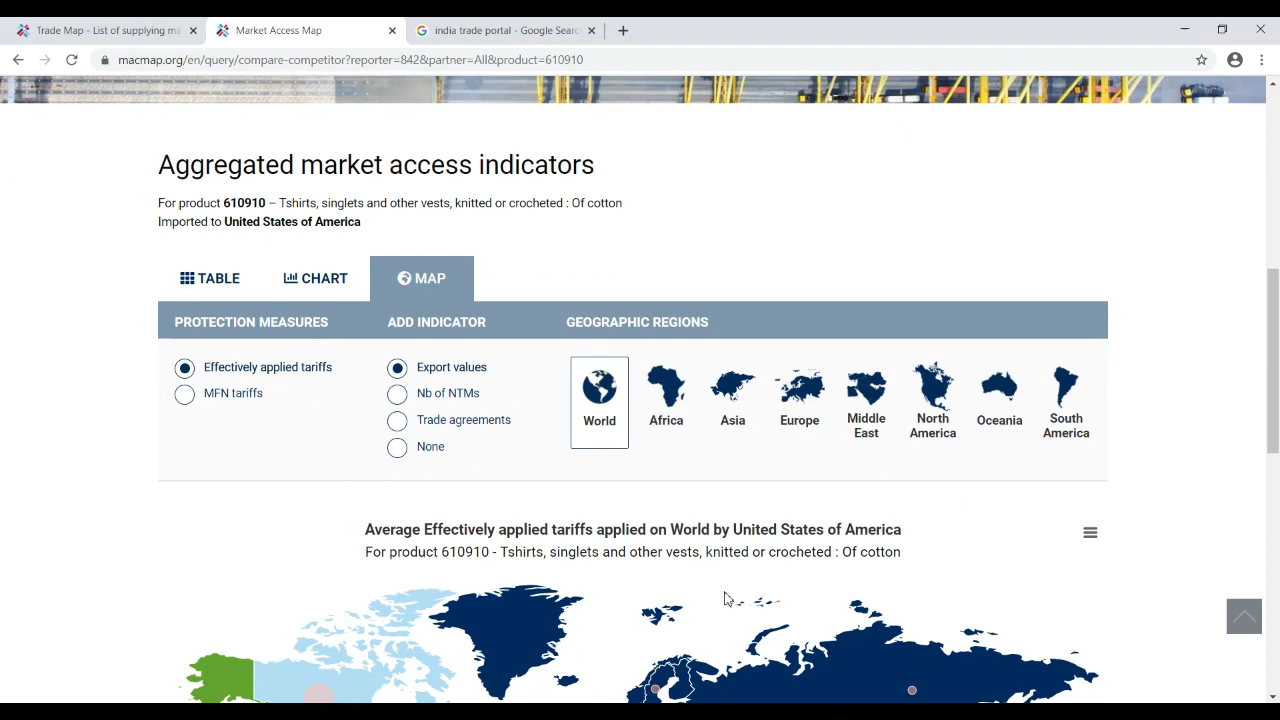 Trade Map - List of supplying ma
Market Access Map
india trade portal - Google Searc
macmap.org/en/query/compare-competitor?reporter=842&partner=All&product=610910
Aggregated market access indicators
For product 610910 – Tshirts, singlets and other vests, knitted or crocheted : Of cotton
Imported to United States of America
TABLE
CHART
MAP
PROTECTION MEASURES
ADD INDICATOR
GEOGRAPHIC REGIONS
Effectively applied tariffs
MFN tariffs
Export values
Nb of NTMs
Trade agreements
None
World
Africa
Asia
Europe
Middle
East
North
America
Oceania
South
America
Average Effectively applied tariffs applied on World by United States of America
For product 610910 - Tshirts, singlets and other vests, knitted or crocheted : Of cotton